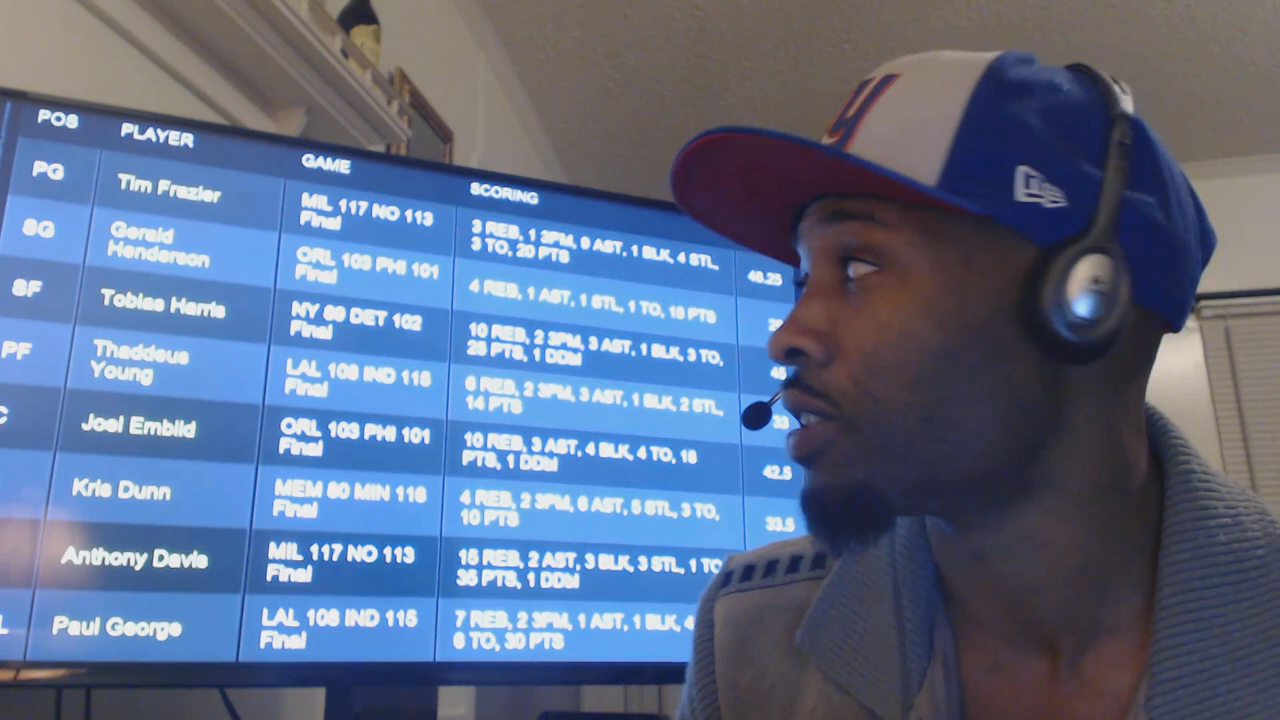 POS PLAYER GAME SCORING
PG Tim Frazier MIL 117 NO 113 Final 3 REB, 1 3PM, 9 AST, 1 BLK, 4 STL,
3 TO, 20 PTS 48.25
SG Gerald Henderson ORL 103 PHI 101 Final 4 REB, 1 AST, 1 STL, 1 TO, 18 PTS
SF Tobias Harris NY 89 DET 102 Final 10 REB, 2 3PM, 3 AST, 1 BLK, 3 TO,
25 PTS, 1 DDbl
PF Thaddeus Young LAL 108 IND 115 Final 6 REB, 2 3PM, 3 AST, 1 BLK, 2 STL,
14 PTS 33
C Joel Embiid ORL 103 PHI 101 Final 10 REB, 3 AST, 4 BLK, 4 TO, 18
PTS, 1 DDbl 42.5
Kris Dunn MEM 80 MIN 116 Final 4 REB, 2 3PM, 6 AST, 5 STL, 3 TO,
10 PTS 33.5
Anthony Davis MIL 117 NO 113 Final 15 REB, 2 AST, 3 BLK, 3 STL, 1 TO
35 PTS, 1 DDbl
Paul George LAL 108 IND 115 Final 7 REB, 2 3PM, 1 AST, 1 BLK, 4
6 TO, 30 PTS
y